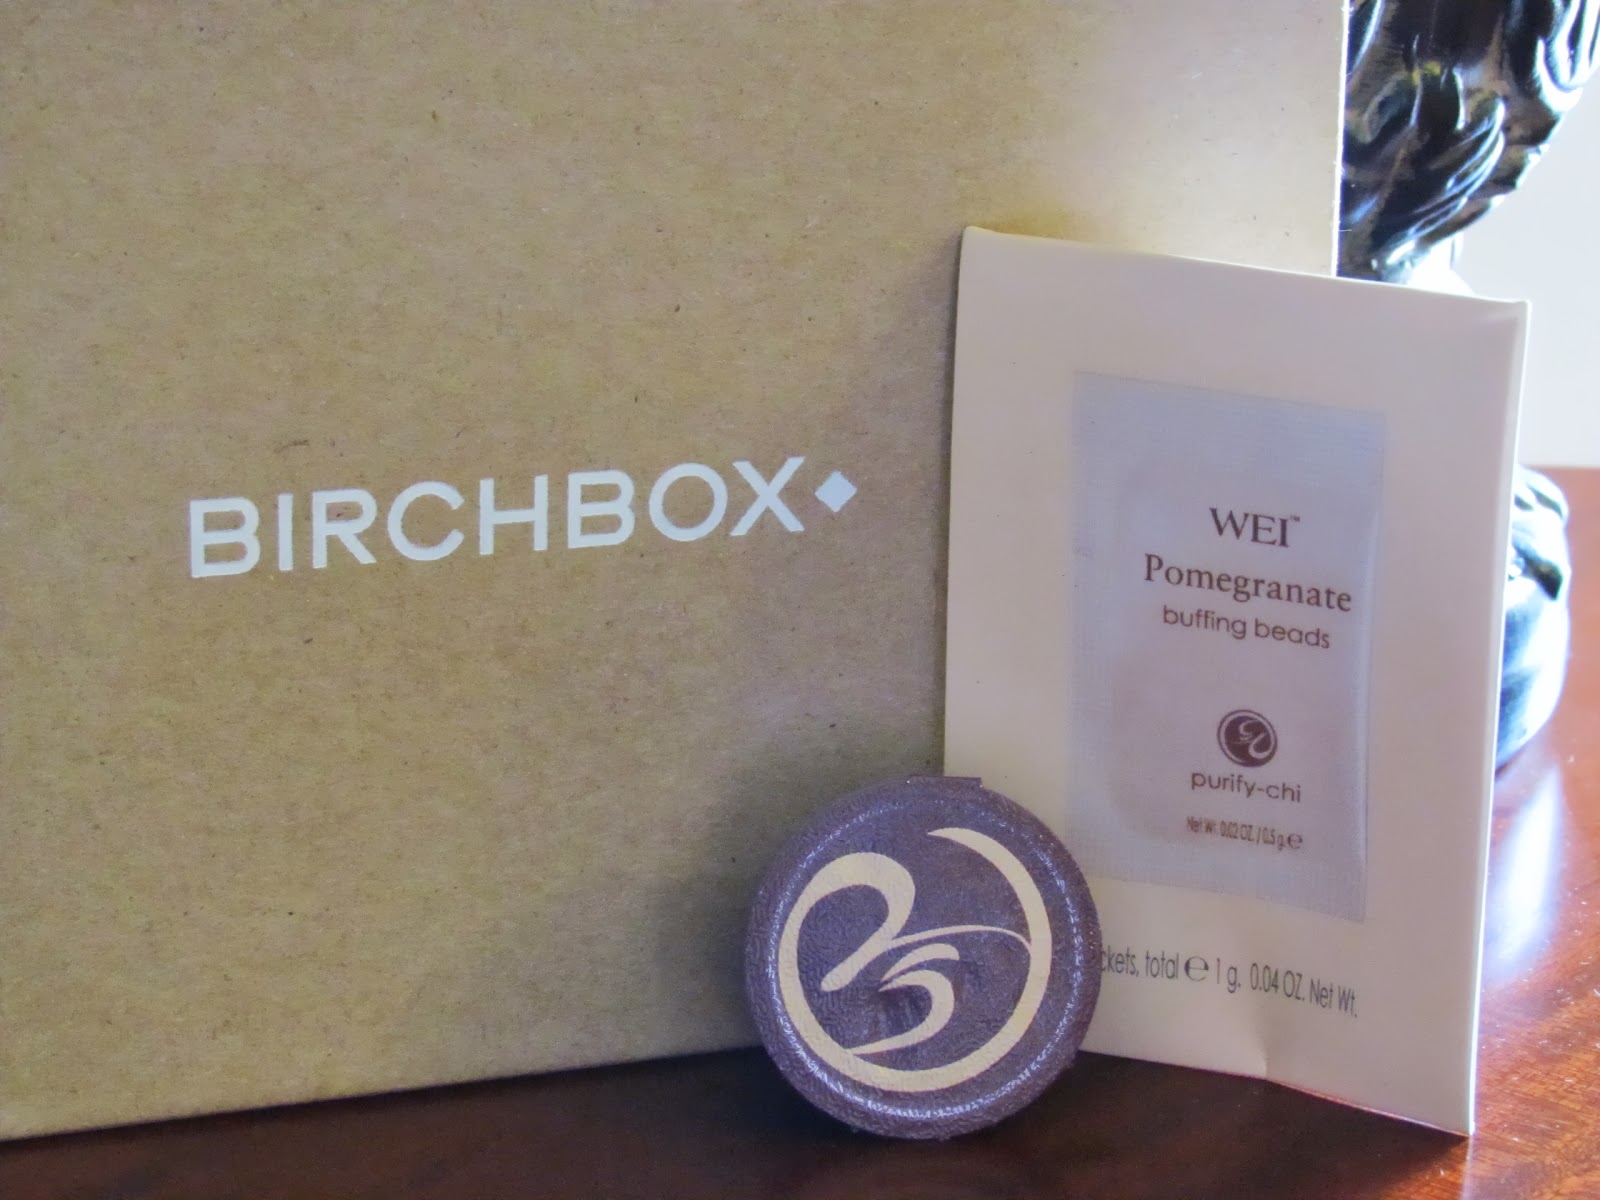 BIRCHBOX
WEI™
Pomegranate
buffing beads
purify-chi
Net Wt. 0.02 OZ. / 0.5 g. ℮
total ℮ 1 g, 0.04 OZ. Net Wt.